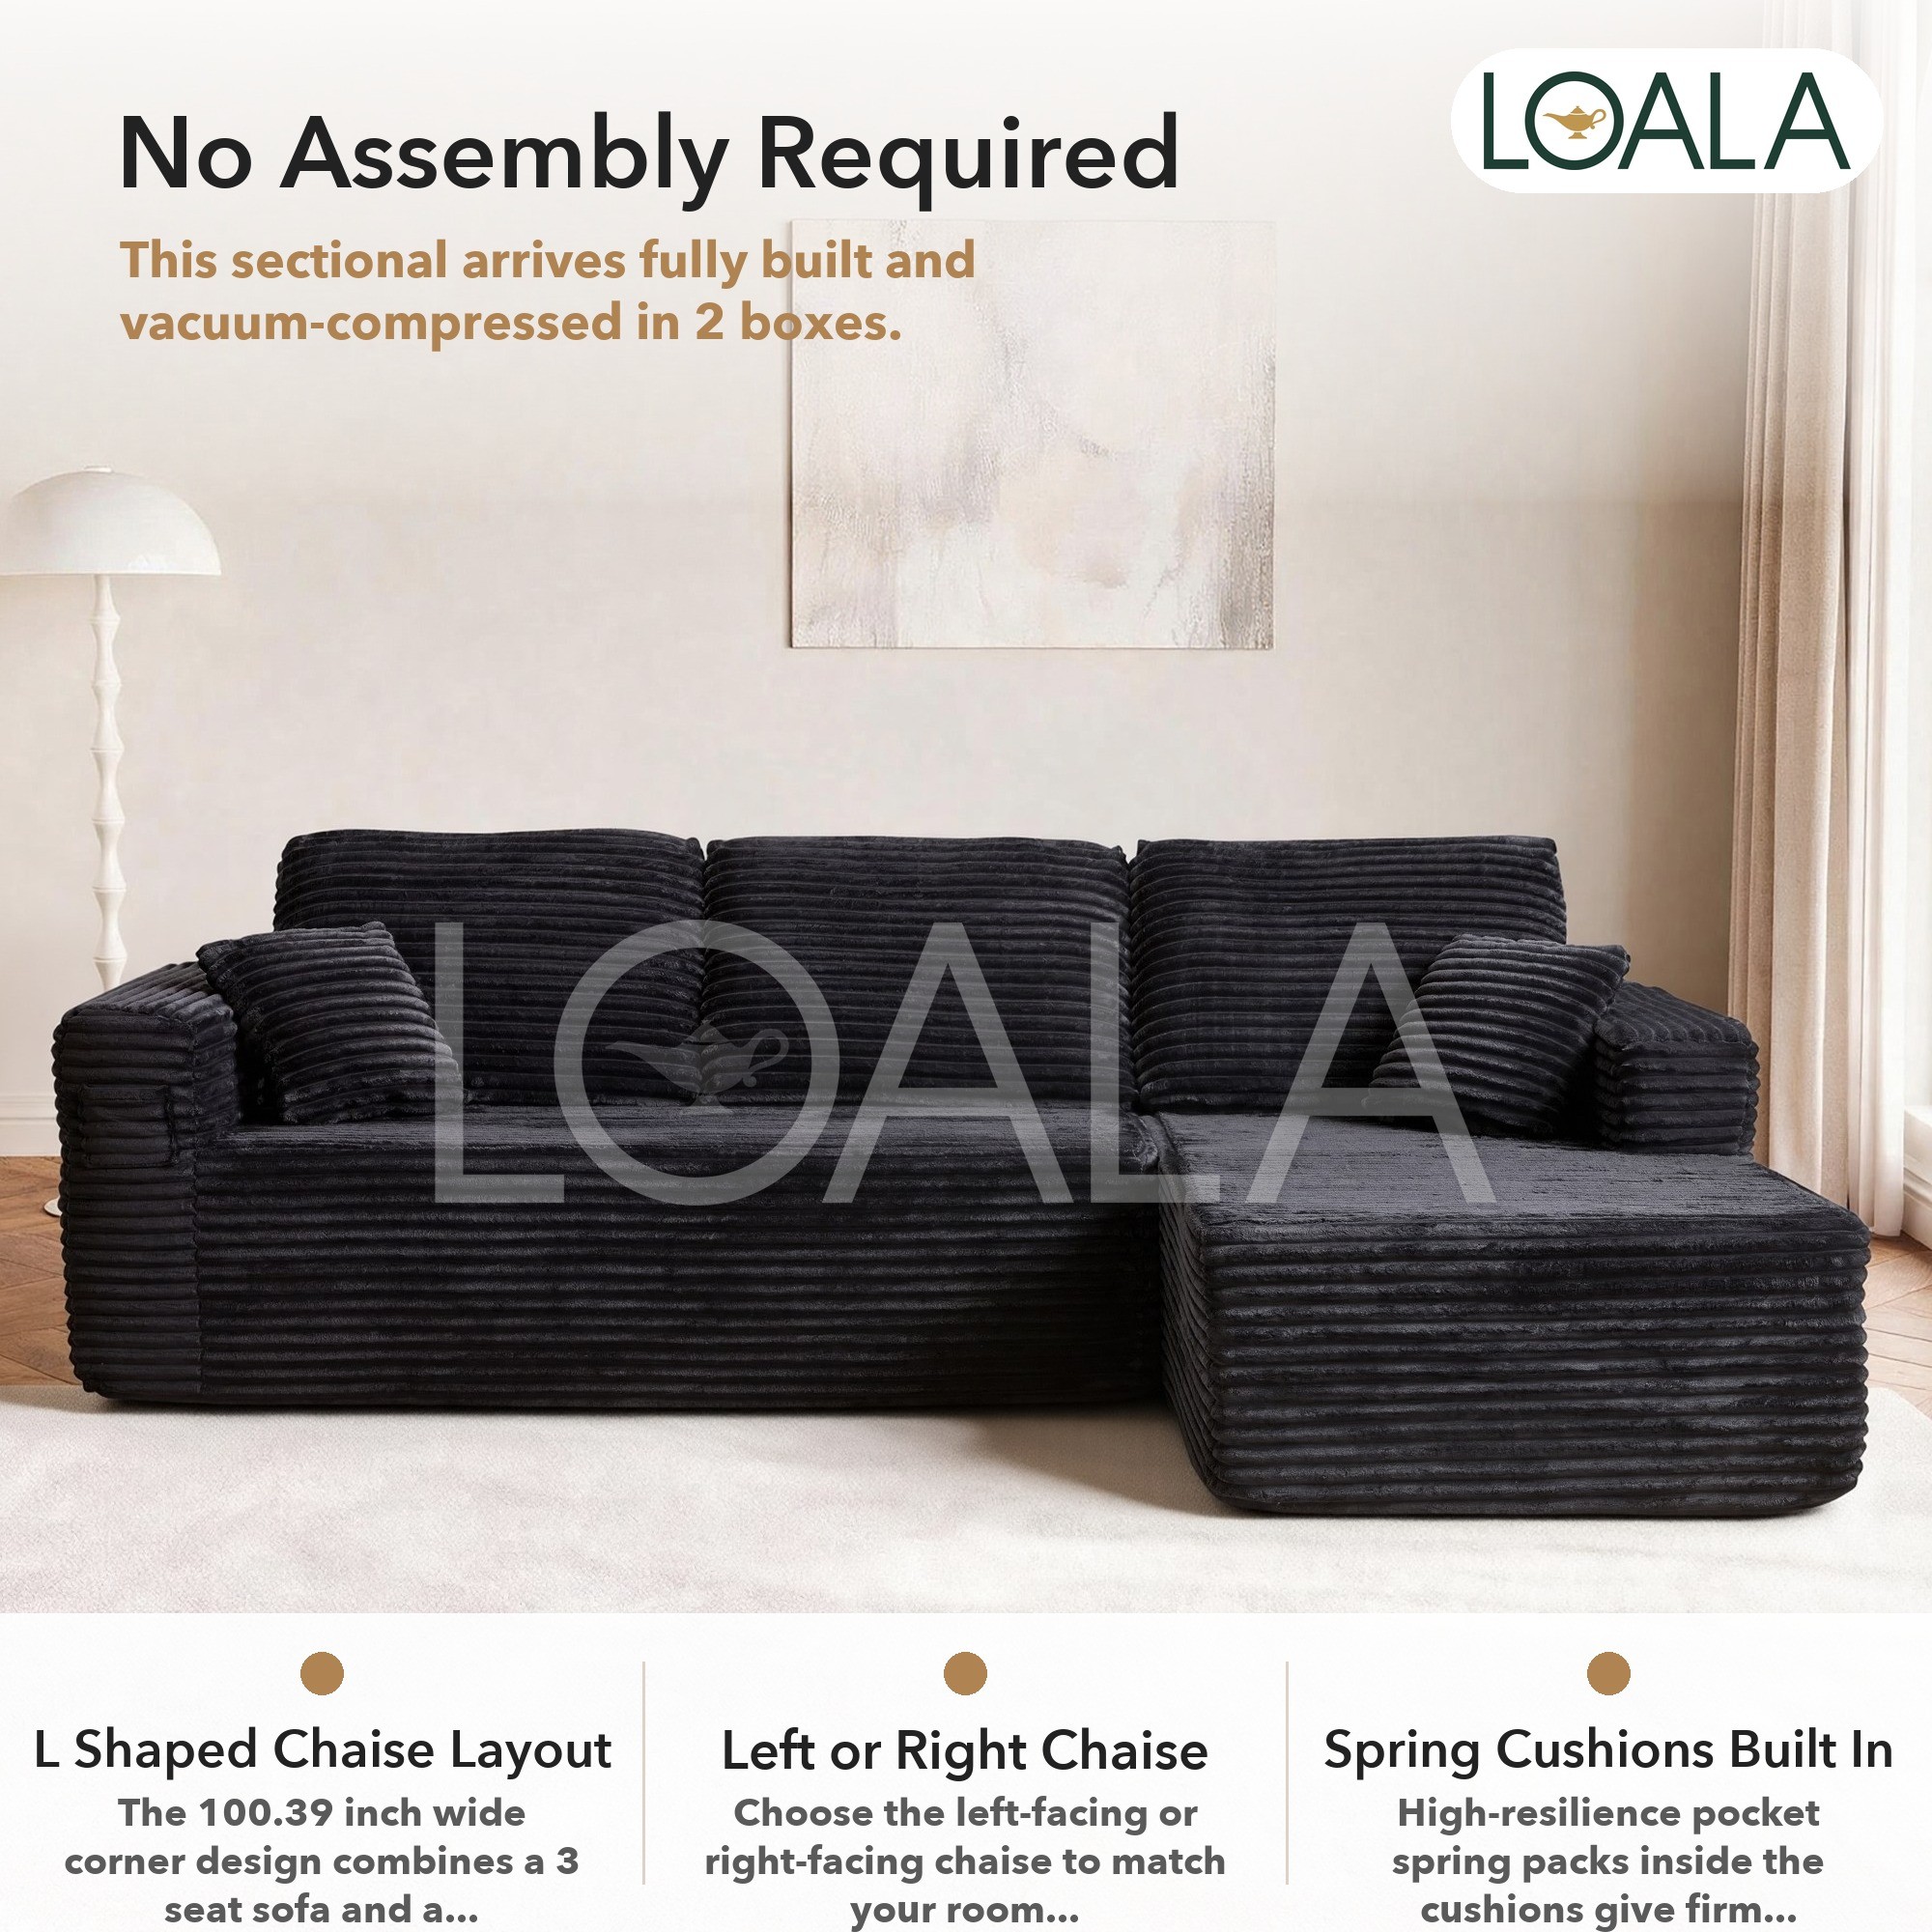 LOALA
No Assembly Required
This sectional arrives fully built and
vacuum-compressed in 2 boxes.
LOALA
L Shaped Chaise Layout
The 100.39 inch wide
corner design combines a 3
seat sofa and a...
Left or Right Chaise
Choose the left-facing or
right-facing chaise to match
your room...
Spring Cushions Built In
High-resilience pocket
spring packs inside the
cushions give firm...